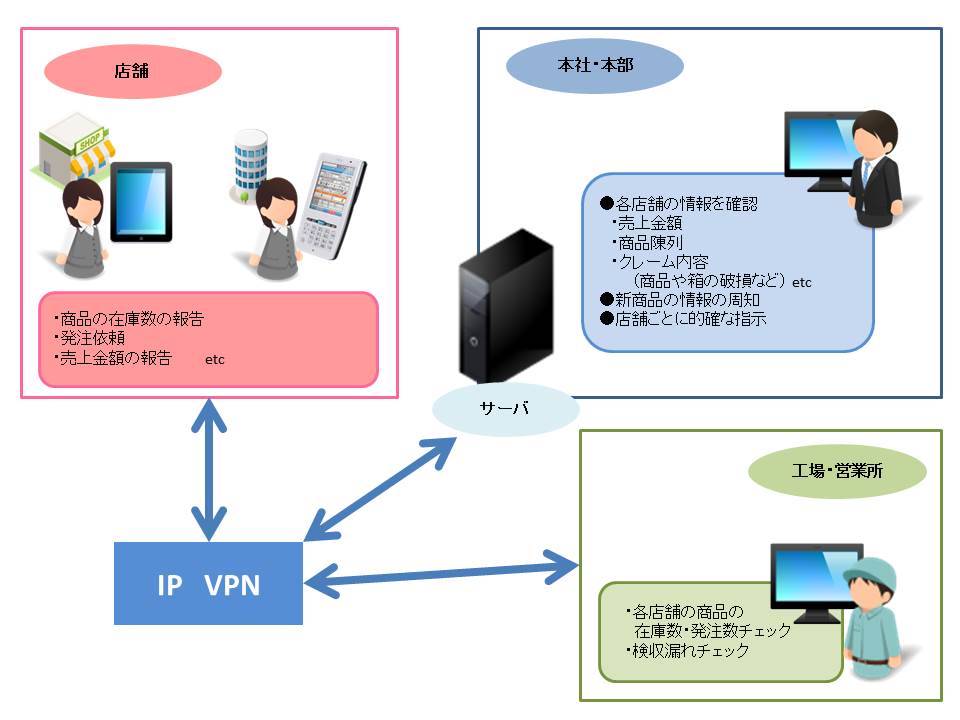 店舗
SHOP
・商品の在庫数の報告
・発注依頼
・売上金額の報告 etc
本社・本部
●各店舗の情報を確認
・売上金額
・商品陳列
・クレーム内容
（商品や箱の破損など）etc
●新商品の情報の周知
●店舗ごとに的確な指示
サーバ
工場・営業所
・各店舗の商品の
在庫数・発注数チェック
・検収漏れチェック
IP VPN